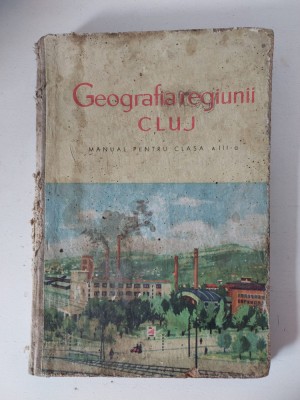 Geografia regiunii
CLUJ
MANUAL PENTRU CLASA a III-a